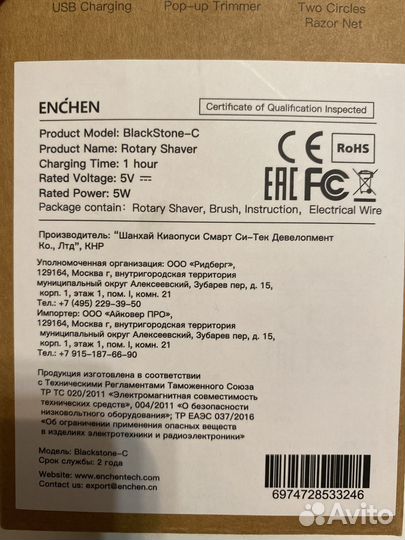 USB Charging Pop-up Trimmer Two Circles
Razor Net
ENCHEN
Certificate of Qualification Inspected
Product Model: BlackStone-C
Product Name: Rotary Shaver
Charging Time: 1 hour
Rated Voltage: 5V ⎓
Rated Power: 5W
CE RoHS
EAC FC
Package contain: Rotary Shaver, Brush, Instruction, Electrical Wire
Производитель: "Шанхай Киаопуси Смарт Си-Тек Девелопмент
Ко., Лтд", КНР
Уполномоченная организация: ООО «Ридберг»,
129164, Москва г, внутригородская территория
муниципальный округ Алексеевский, Зубарев пер, д. 15,
корп. 1, этаж 1, пом. I, комн. 21
Тел.: +7 (495) 229-39-50
Импортер: ООО «Айковер ПРО»,
129164, Москва г, внутригородская территория
муниципальный округ Алексеевский, Зубарев пер, д. 15,
корп. 1, этаж 1, пом. I, комн. 21
Тел.: +7 915-187-66-90
Продукция изготовлена в соответствии
с Техническими Регламентами Таможенного Союза
ТР ТС 020/2011 «Электромагнитная совместимость
технических средств», 004/2011 «О безопасности
низковольтного оборудования»; ТР ЕАЭС 037/2016
«Об ограничении применения опасных веществ
в изделиях электротехники и радиоэлектроники»
Модель: Blackstone-C
Срок службы: 2 года
Website: www.enchentech.com
Contact us: export@enchen.cn
6974728533246
Avito